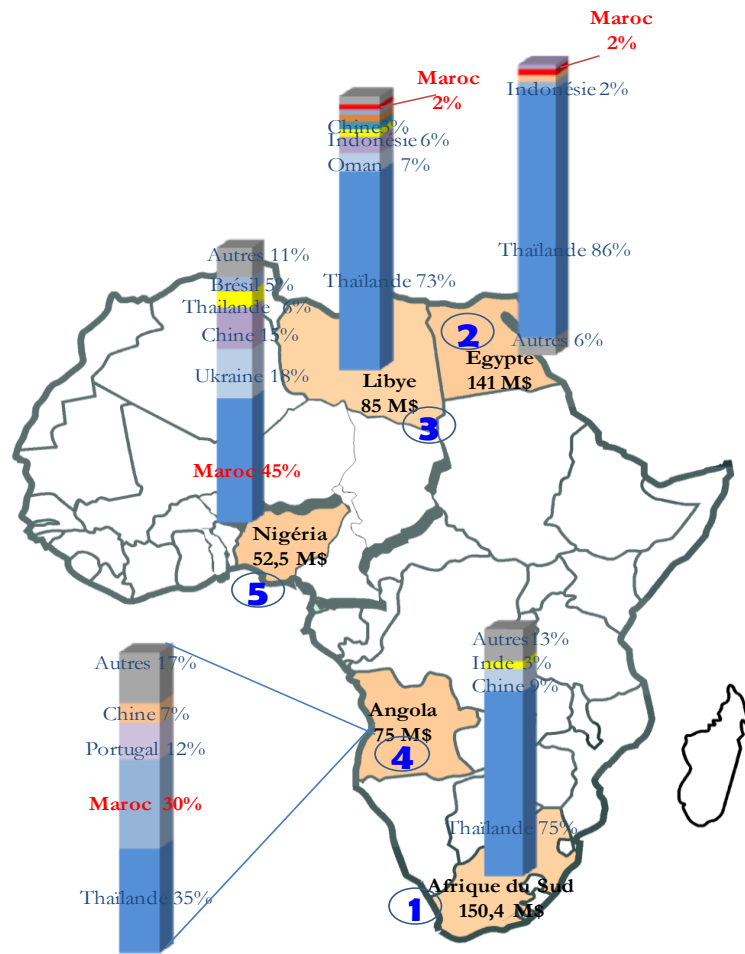 Maroc
2%
Indonésie 2%
Thaïlande 86%
Autres 6%
2
Egypte
141 M$
Maroc
2%
Chine 3%
Indonésie 6%
Oman 7%
Thaïlande 73%
Libye
85 M$
3
Autres 11%
Brésil 5%
Thaïlande 6%
Chine 15%
Ukraine 18%
Maroc 45%
Nigéria
52,5 M$
5
Autres 17%
Chine 7%
Portugal 12%
Maroc 30%
Thaïlande 35%
Angola
75 M$
4
Autres 13%
Inde 3%
Chine 9%
Thaïlande 75%
Afrique du Sud
150,4 M$
1